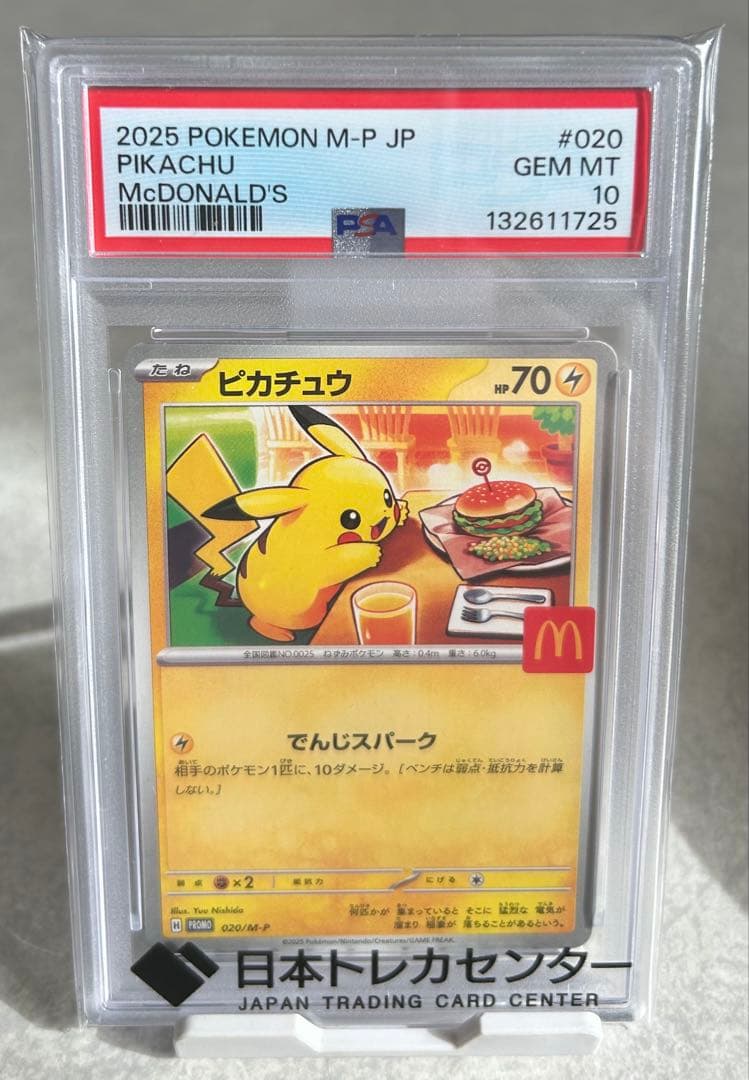 2025 POKEMON M-P JP #020
PIKACHU GEM MT
McDONALD'S 10
PSA 132611725
たね ピカチュウ HP70
全国図鑑NO.0025 ねずみポケモン 高さ:0.4m 重さ:6.0kg
でんじスパーク
相手のポケモン1匹に、10ダメージ。[ベンチは弱点・抵抗力を計算
しない。]
弱点 ×2 抵抗力 にげる
Illus. Yuu Nishida
何匹かが 集まっていると そこに 猛烈な 電気が
溜まり 稲妻が 落ちることがあるという。
H PROMO 020/M-P
©2025 Pokémon/Nintendo/Creatures/GAME FREAK.
日本トレカセンター
JAPAN TRADING CARD CENTER